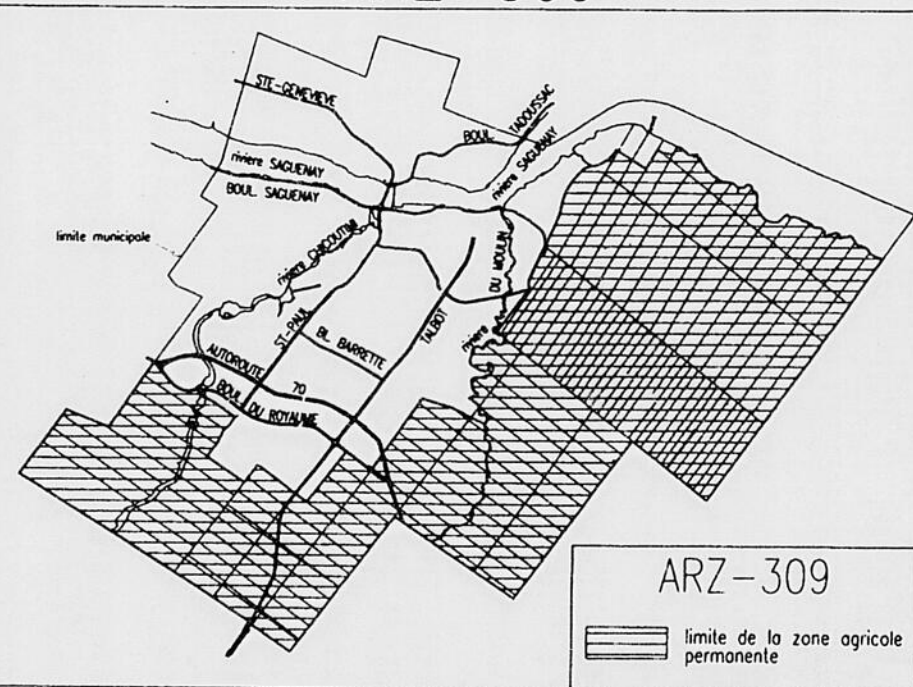 STE-GENEVIEVE
BOUL. TADOUSSAC
rivière SAGUENAY
rivière SAGUENAY
BOUL. SAGUENAY
limite municipale
rivière CHICOUTIMI
DU MOULIN
rivière
ST-PAUL
TALBOT
BL. BARRETTE
AUTOROUTE 70
BOUL. DU ROYAUME
ARZ-309
limite de la zone agricole
permanente